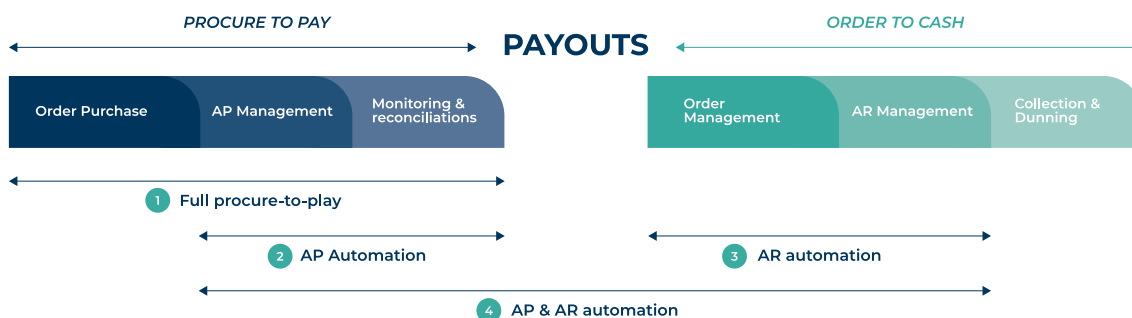 PROCURE TO PAY
ORDER TO CASH
PAYOUTS
Order Purchase
AP Management
Monitoring &
reconciliations
Order
Management
AR Management
Collection &
Dunning
1 Full procure-to-play
2 AP Automation
3 AR automation
4 AP & AR automation